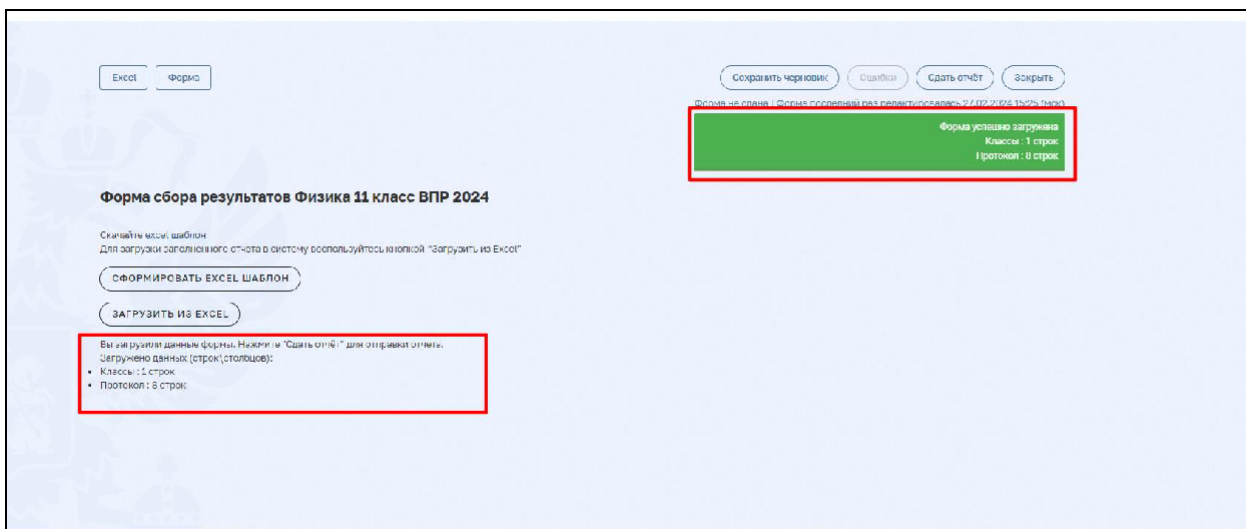 Excel Форма
Сохранить черновик Ошибки Сдать отчёт Закрыть
Форма не сдана | Форма последний раз редактировалась 27.02.2024 15:25 (мск)
Форма успешно загружена
Классы : 1 строк
Протокол : 8 строк
Форма сбора результатов Физика 11 класс ВПР 2024
Скачайте excel шаблон
Для загрузки заполненного отчета в систему воспользуйтесь кнопкой "Загрузить из Excel"
СФОРМИРОВАТЬ EXCEL ШАБЛОН
ЗАГРУЗИТЬ ИЗ EXCEL
Вы загрузили данные формы. Нажмите "Сдать отчёт" для отправки отчета.
Загружено данных (строк\столбцов):
Классы : 1 строк
Протокол : 8 строк